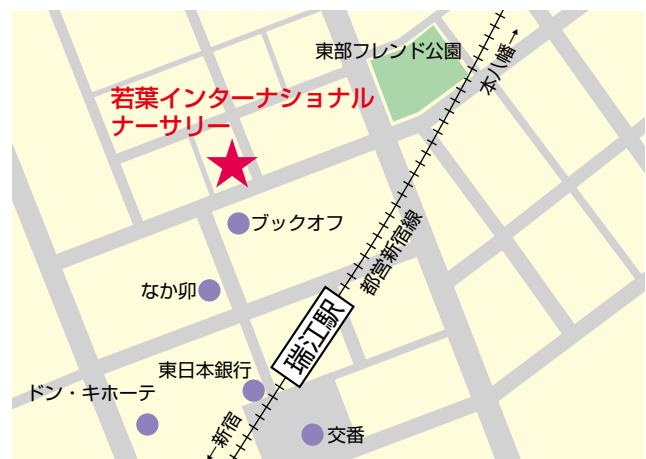 東部フレンド公園
本八幡→
若葉インターナショナル
ナーサリー
ブックオフ
都営新宿線
なか卯
瑞江駅
東日本銀行
ドン・キホーテ
←新宿
交番